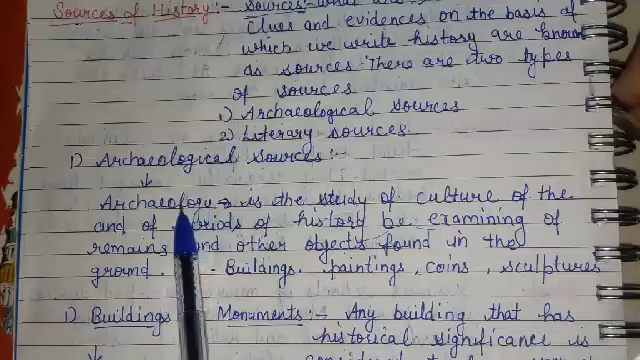 Sources of History :- Sources:- what are
Clues and evidences on the basis of
which we write history are known
as sources. There are two types
of sources
1) Archaeological sources
2) Literary sources
1) Archaeological Sources :-
Archaeology → is the study of culture of the
and of periods of history be examining of
remains and other objects found in the
ground. - Buildings. paintings, coins, sculptures
1) Buildings Monuments :- Any building that has
historical significance is